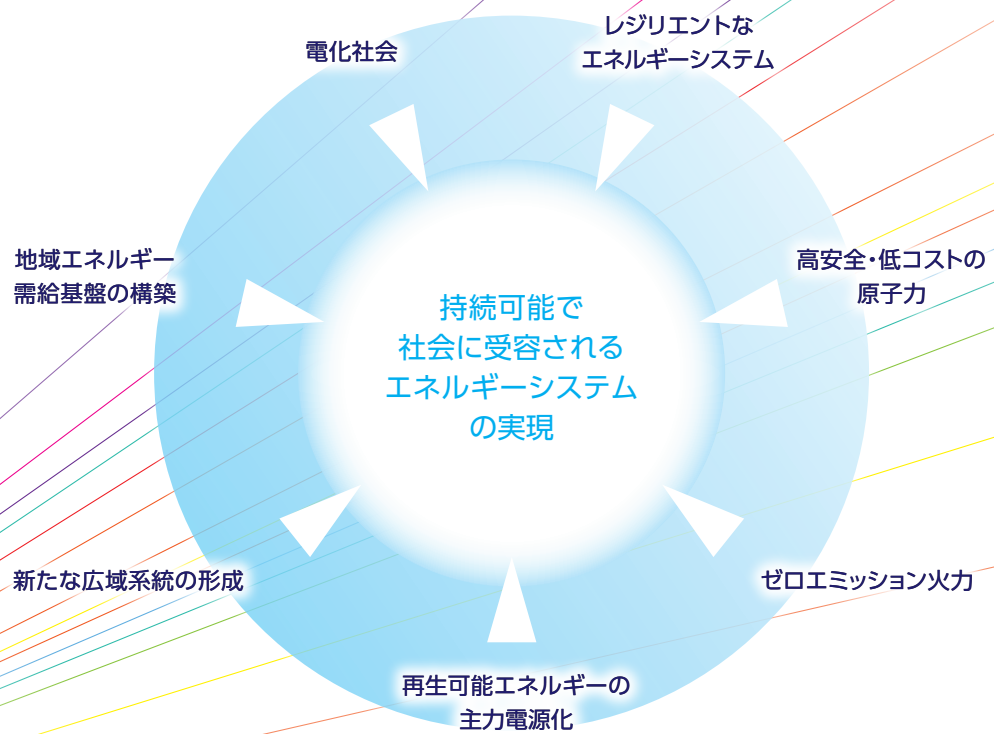 電化社会
レジリエントな
エネルギーシステム
地域エネルギー
需給基盤の構築
高安全・低コストの
原子力
持続可能で
社会に受容される
エネルギーシステム
の実現
新たな広域系統の形成
ゼロエミッション火力
再生可能エネルギーの
主力電源化